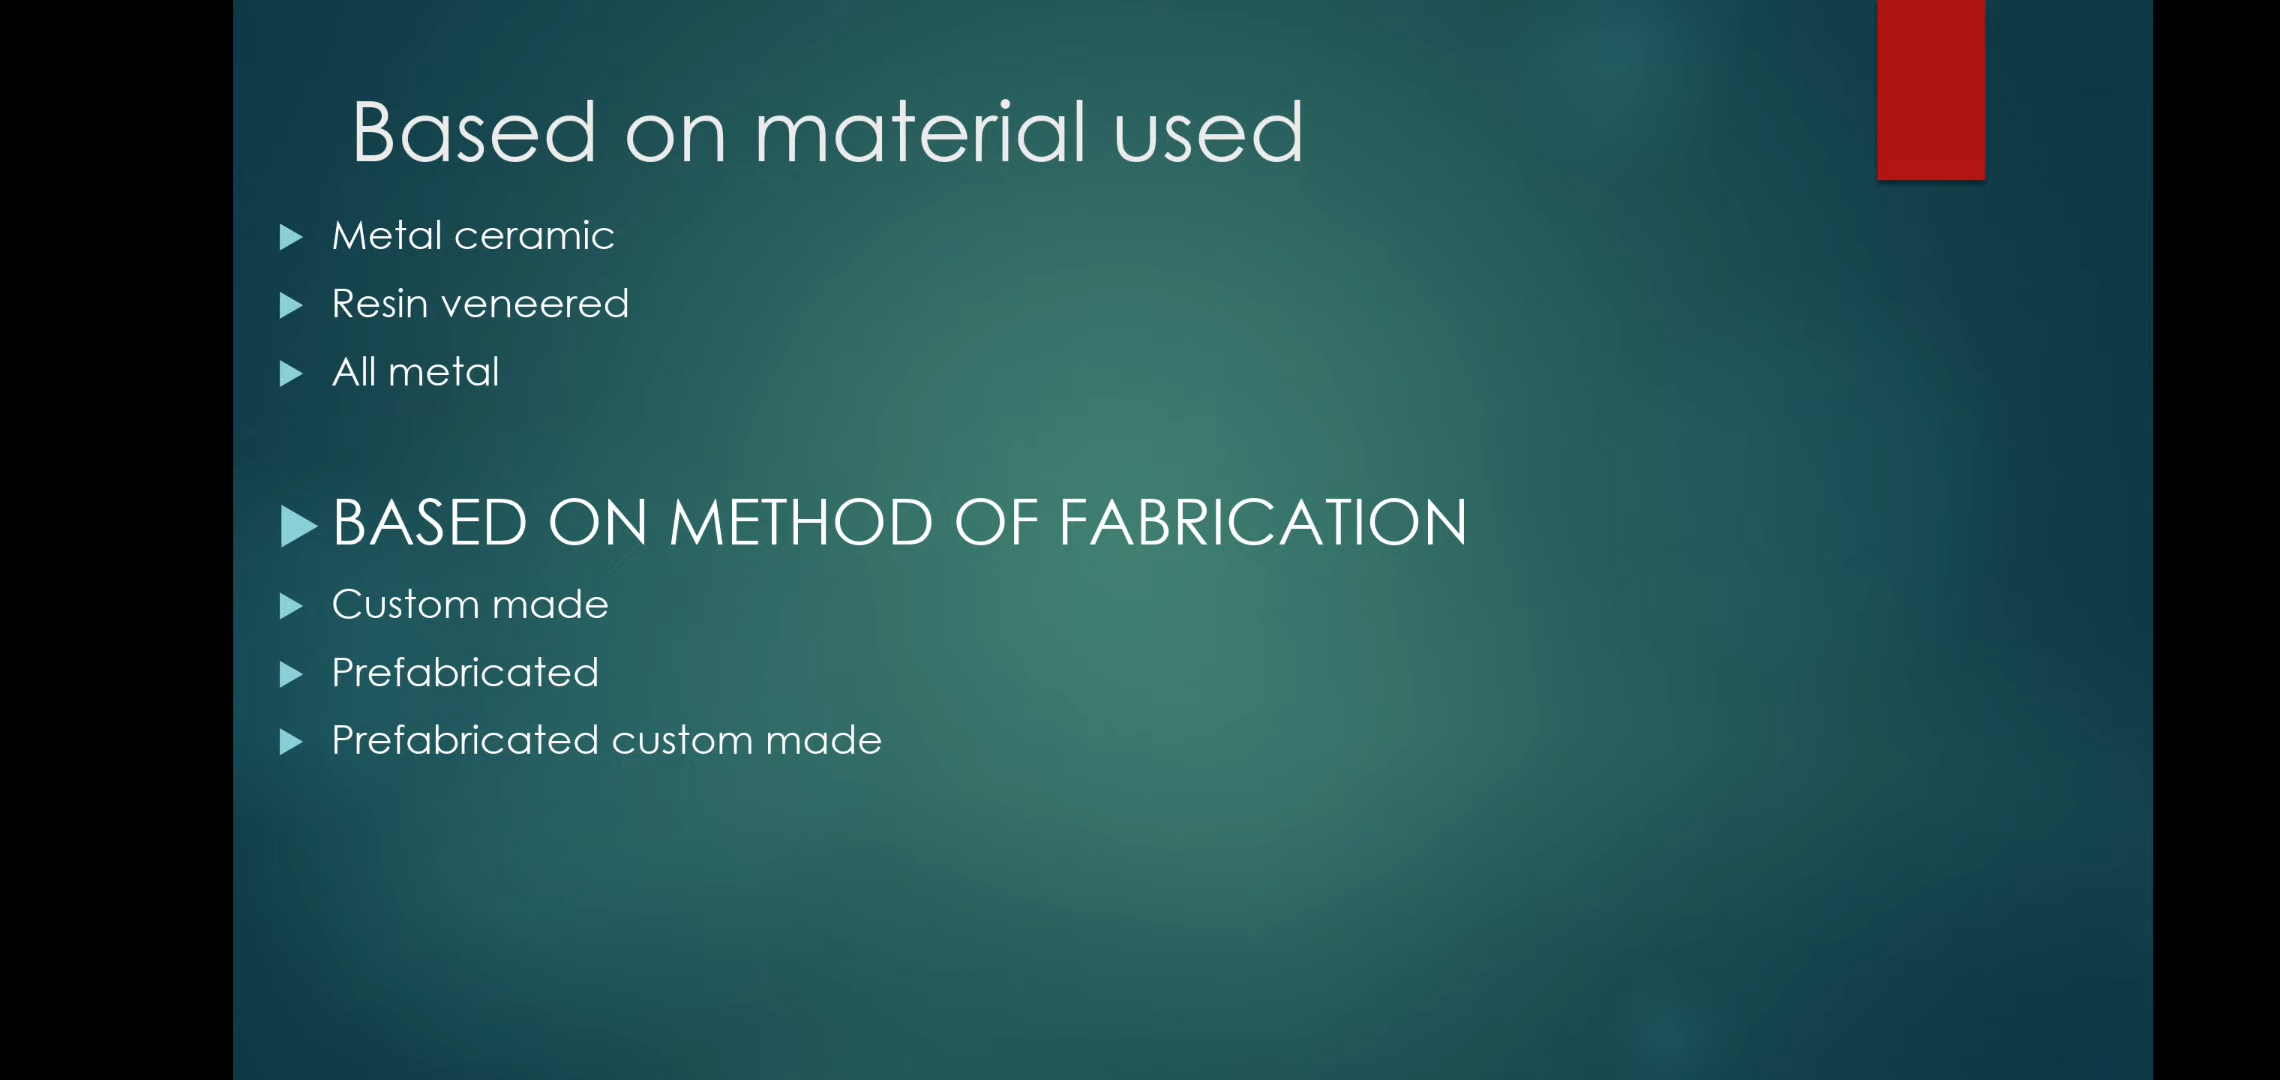 Based on material used
Metal ceramic
Resin veneered
All metal
BASED ON METHOD OF FABRICATION
Custom made
Prefabricated
Prefabricated custom made